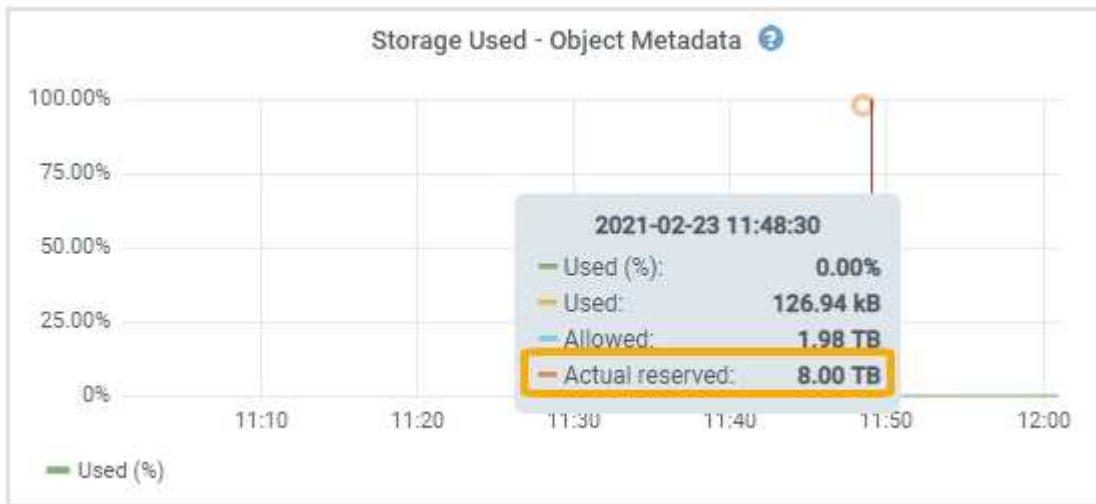 Storage Used - Object Metadata ?
100.00%
75.00%
50.00%
25.00%
0%
2021-02-23 11:48:30
Used (%): 0.00%
Used: 126.94 kB
Allowed: 1.98 TB
Actual reserved: 8.00 TB
11:10 11:20 11:30 11:40 11:50 12:00
Used (%)